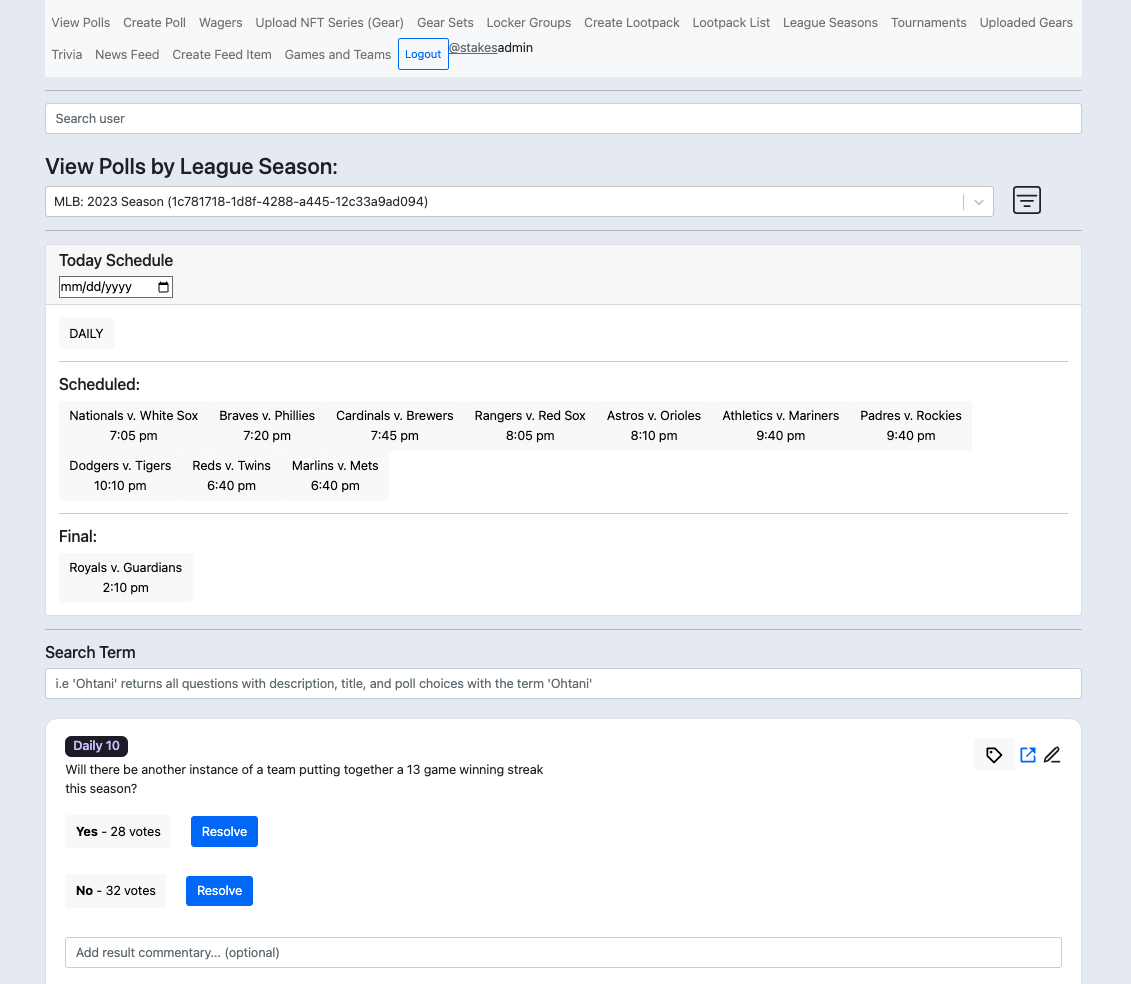 View Polls Create Poll Wagers Upload NFT Series (Gear) Gear Sets Locker Groups Create Lootpack Lootpack List League Seasons Tournaments Uploaded Gears
Trivia News Feed Create Feed Item Games and Teams Logout @stakesadmin
Search user
View Polls by League Season:
MLB: 2023 Season (1c781718-1d8f-4288-a445-12c33a9ad094)
Today Schedule
mm/dd/yyyy
DAILY
Scheduled:
Nationals v. White Sox Braves v. Phillies Cardinals v. Brewers Rangers v. Red Sox Astros v. Orioles Athletics v. Mariners Padres v. Rockies
7:05 pm 7:20 pm 7:45 pm 8:05 pm 8:10 pm 9:40 pm 9:40 pm
Dodgers v. Tigers Reds v. Twins Marlins v. Mets
10:10 pm 6:40 pm 6:40 pm
Final:
Royals v. Guardians
2:10 pm
Search Term
i.e 'Ohtani' returns all questions with description, title, and poll choices with the term 'Ohtani'
Daily 10
Will there be another instance of a team putting together a 13 game winning streak
this season?
Yes - 28 votes Resolve
No - 32 votes Resolve
Add result commentary... (optional)